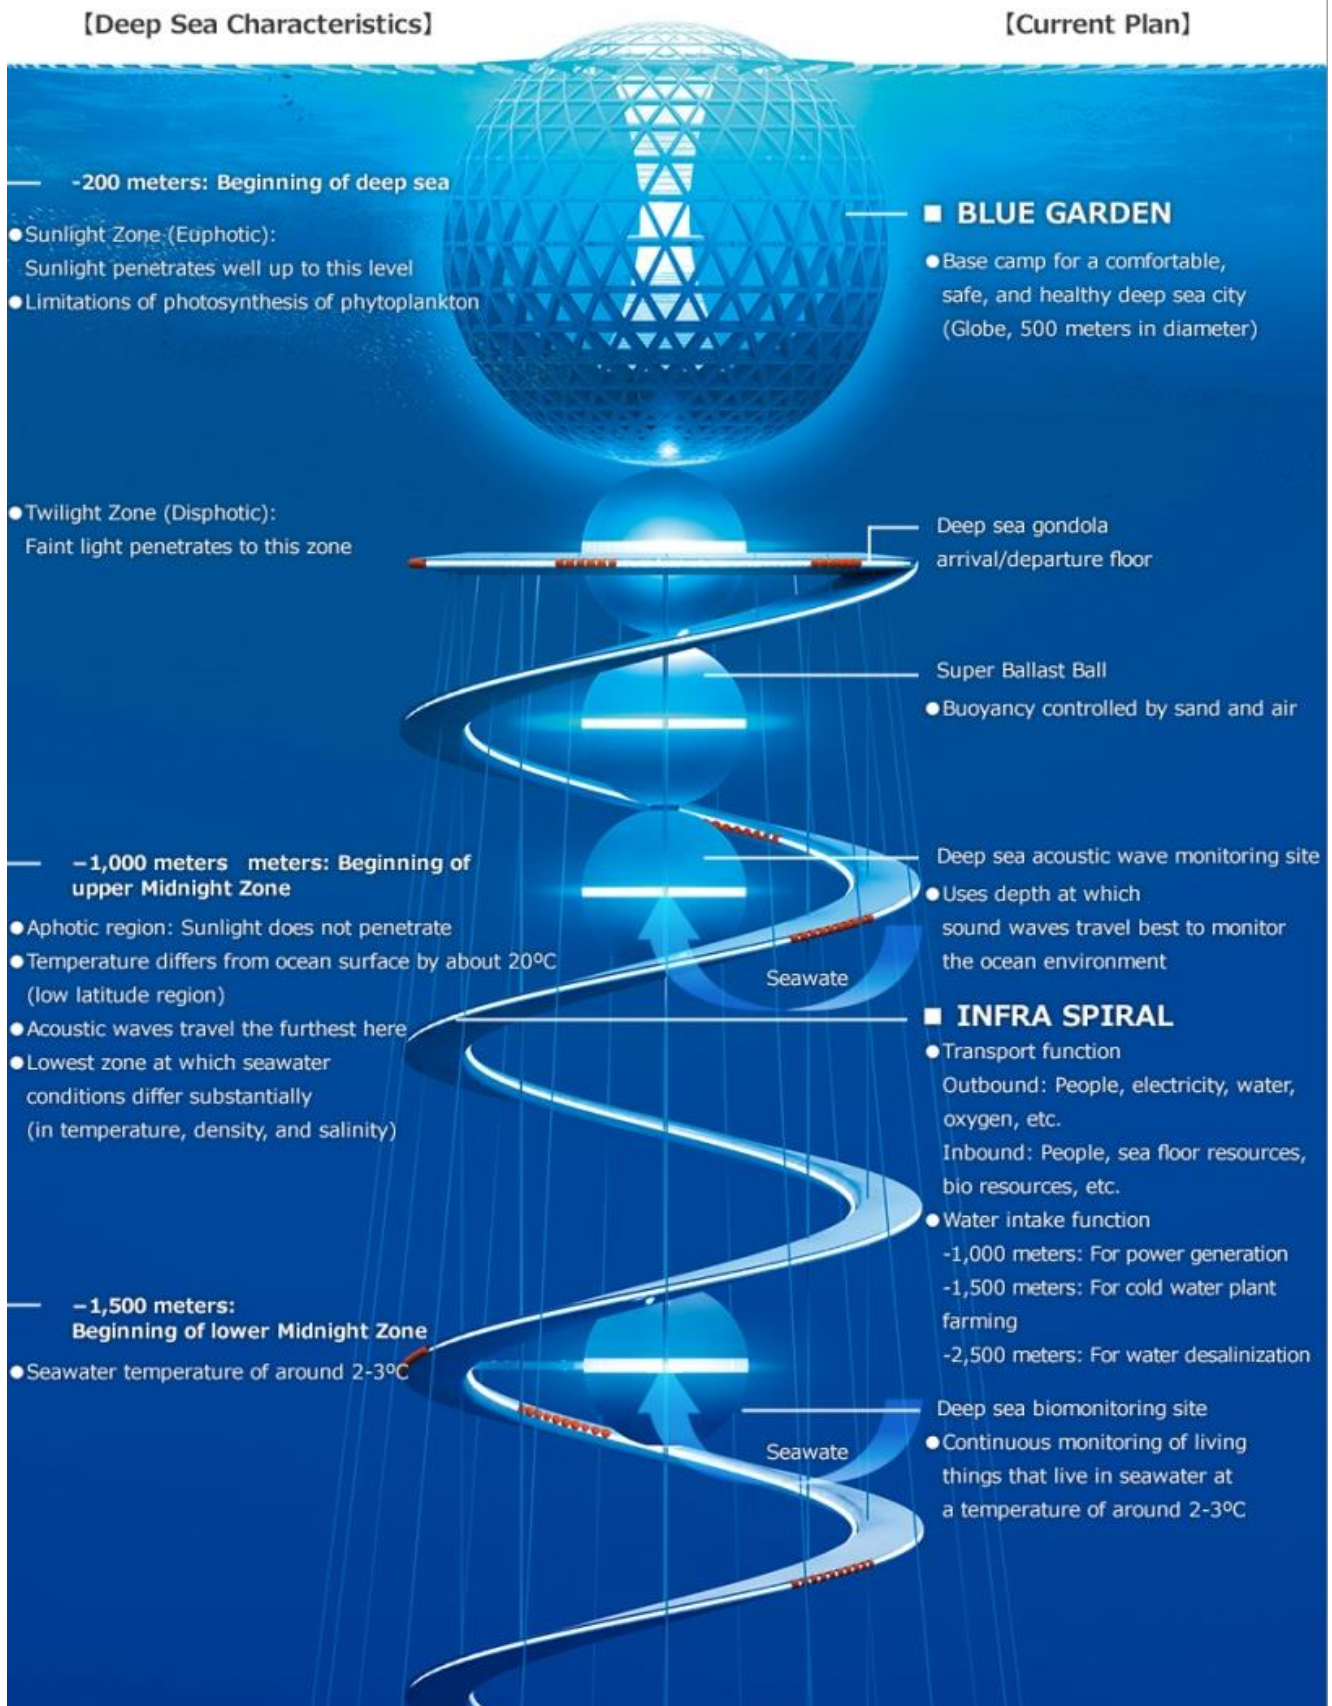 【Deep Sea Characteristics】
【Current Plan】
-200 meters: Beginning of deep sea
●Sunlight Zone (Euphotic):
Sunlight penetrates well up to this level
●Limitations of photosynthesis of phytoplankton
■ BLUE GARDEN
●Base camp for a comfortable,
safe, and healthy deep sea city
(Globe, 500 meters in diameter)
●Twilight Zone (Disphotic):
Faint light penetrates to this zone
Deep sea gondola
arrival/departure floor
Super Ballast Ball
●Buoyancy controlled by sand and air
−1,000 meters meters: Beginning of
upper Midnight Zone
●Aphotic region: Sunlight does not penetrate
●Temperature differs from ocean surface by about 20ºC
(low latitude region)
●Acoustic waves travel the furthest here
●Lowest zone at which seawater
conditions differ substantially
(in temperature, density, and salinity)
Deep sea acoustic wave monitoring site
●Uses depth at which
sound waves travel best to monitor
the ocean environment
Seawate
■ INFRA SPIRAL
●Transport function
Outbound: People, electricity, water,
oxygen, etc.
Inbound: People, sea floor resources,
bio resources, etc.
●Water intake function
-1,000 meters: For power generation
-1,500 meters: For cold water plant
farming
-2,500 meters: For water desalinization
−1,500 meters:
Beginning of lower Midnight Zone
●Seawater temperature of around 2-3ºC
Deep sea biomonitoring site
●Continuous monitoring of living
things that live in seawater at
a temperature of around 2-3ºC
Seawate